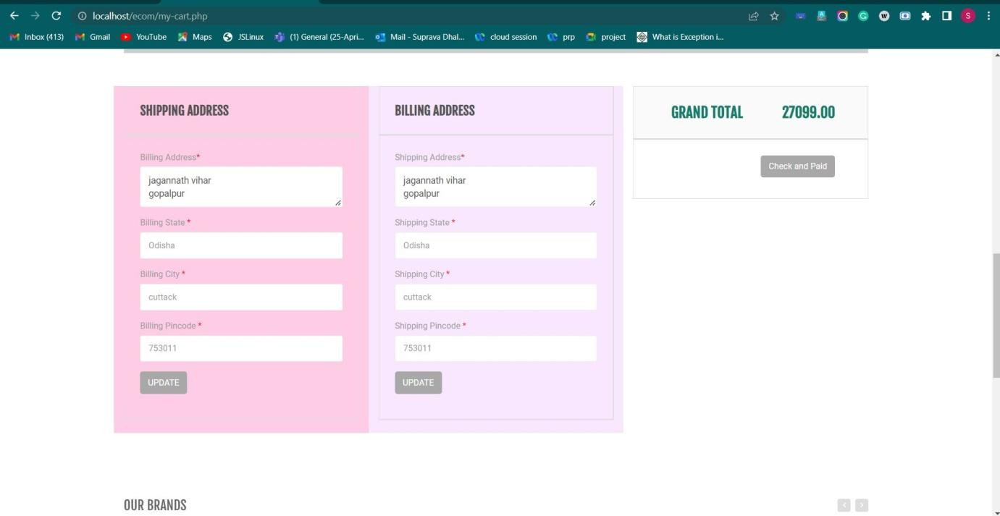 localhost/ecom/my-cart.php
S
Inbox (413) Gmail YouTube Maps JSLinux (1) General (25-Apri... Mail - Suprava Dhal... cloud session prp project What is Exception i...
SHIPPING ADDRESS
Billing Address*
jagannath vihar
gopalpur
Billing State *
Odisha
Billing City *
cuttack
Billing Pincode *
753011
UPDATE
BILLING ADDRESS
Shipping Address*
jagannath vihar
gopalpur
Shipping State *
Odisha
Shipping City *
cuttack
Shipping Pincode *
753011
UPDATE
GRAND TOTAL 27099.00
Check and Paid
OUR BRANDS